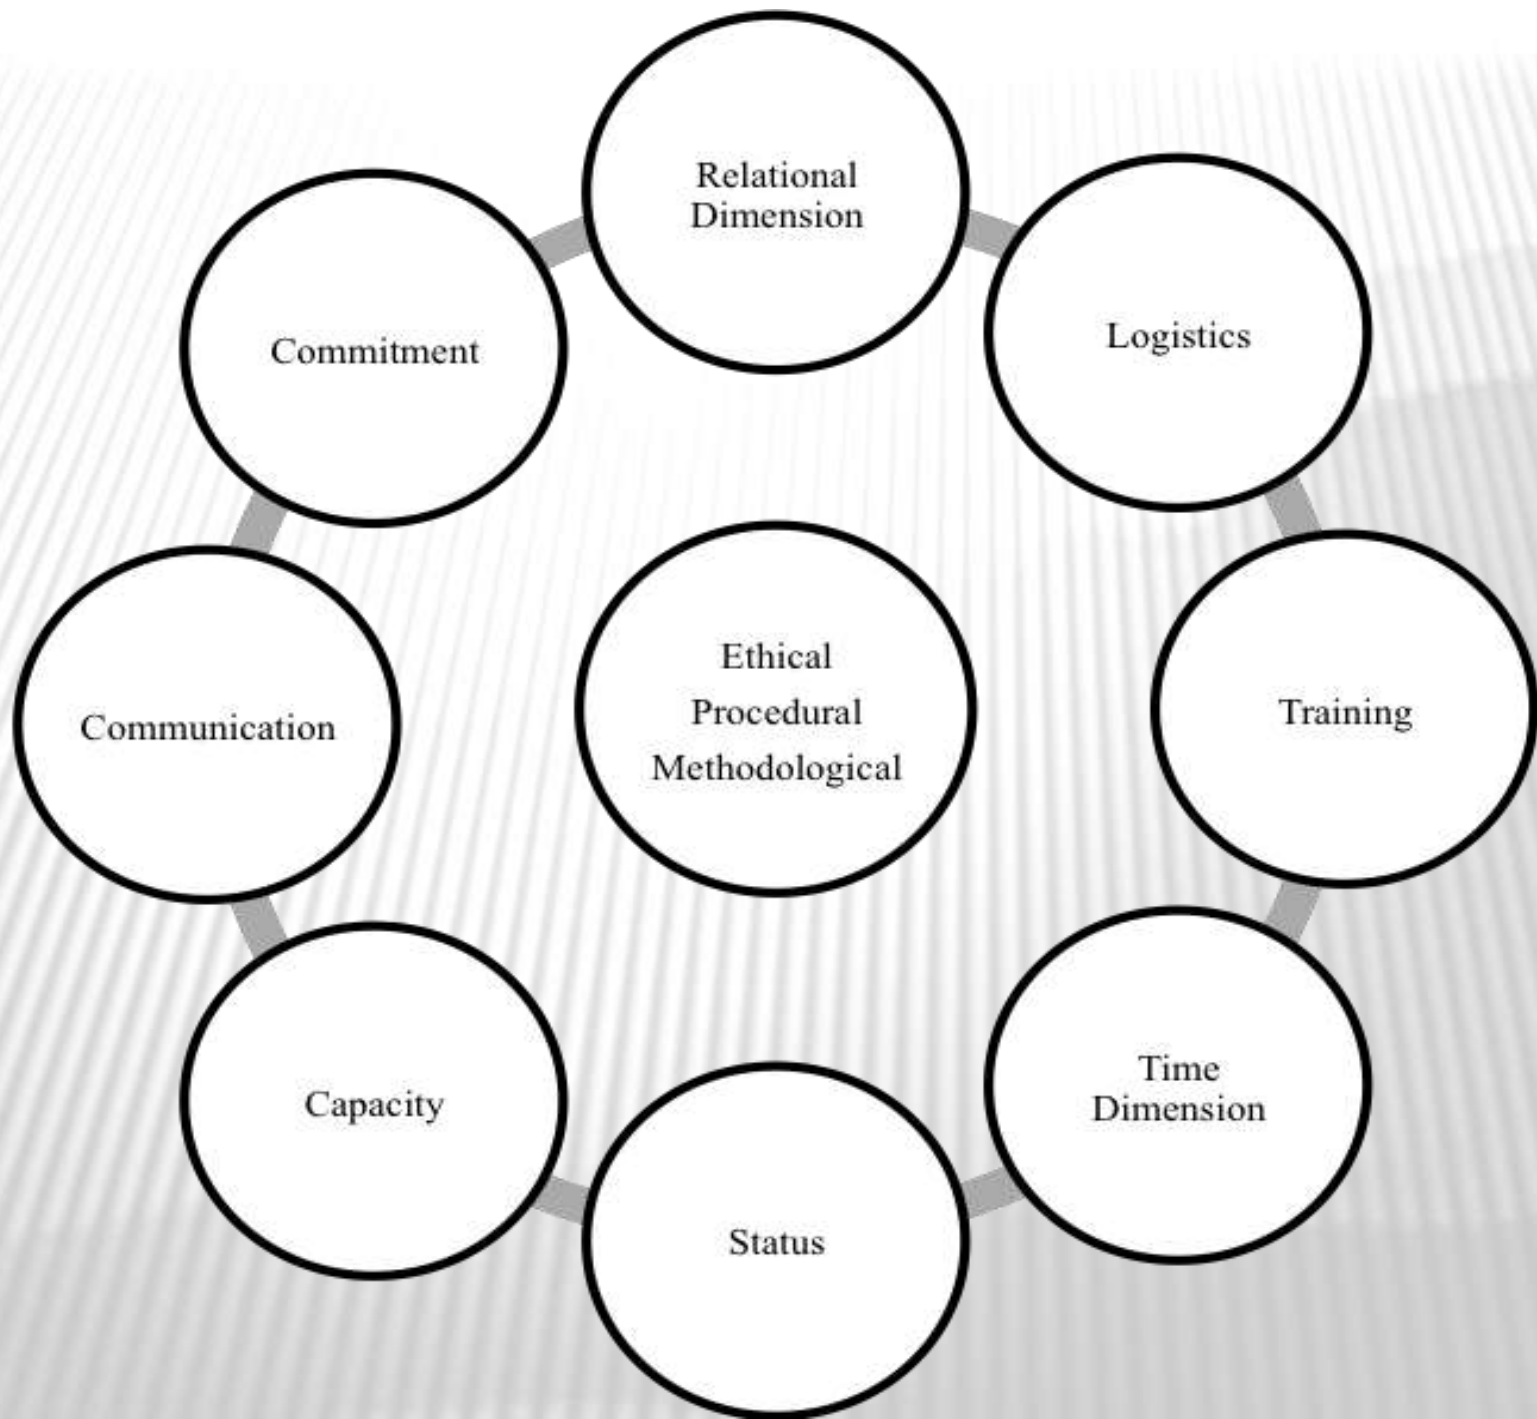 Relational
Dimension
Commitment
Logistics
Ethical
Procedural
Methodological
Communication
Training
Capacity
Time
Dimension
Status